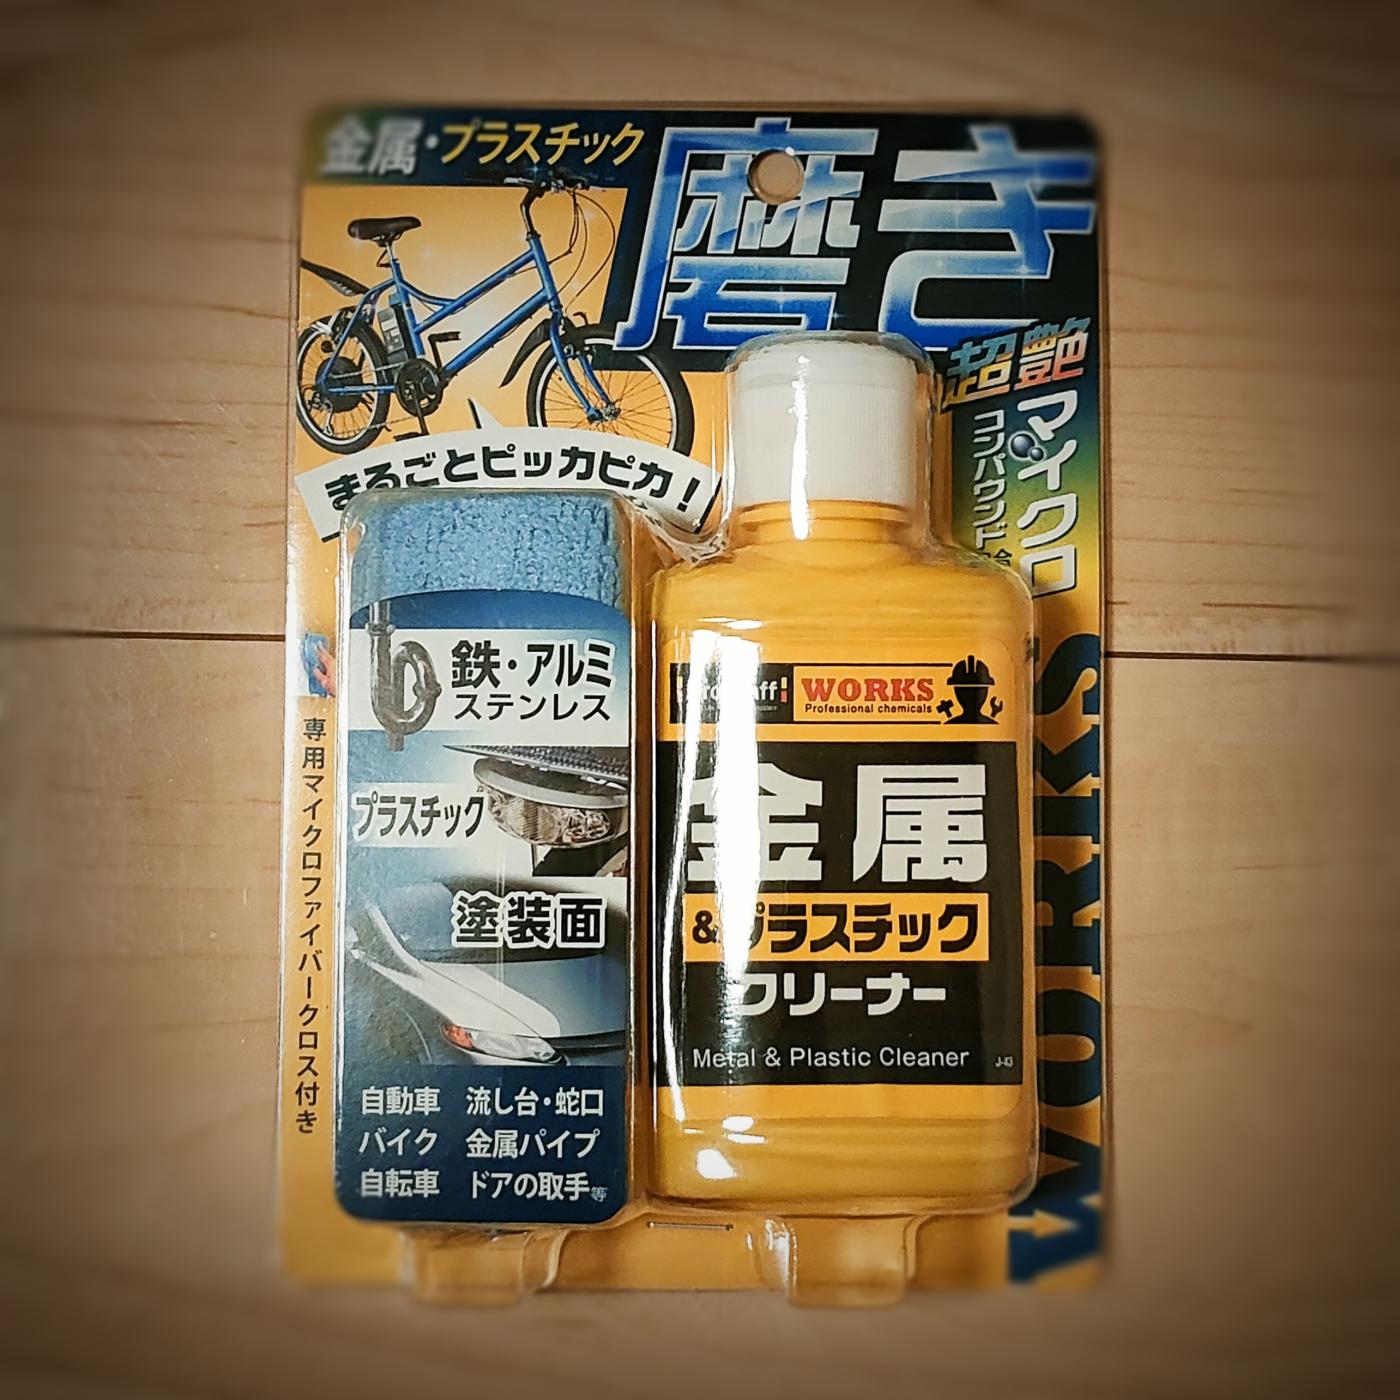 金属・プラスチック
磨き
超艶
マイクロ
コンパウンド
まるごとピッカピカ！
専用マイクロファイバークロス付き
鉄・アルミ
ステンレス
プラスチック
塗装面
自動車 流し台・蛇口
バイク 金属パイプ
自転車 ドアの取手等
WORKS
Professional chemicals
金属
&プラスチック
クリーナー
Metal & Plastic Cleaner
WORKS